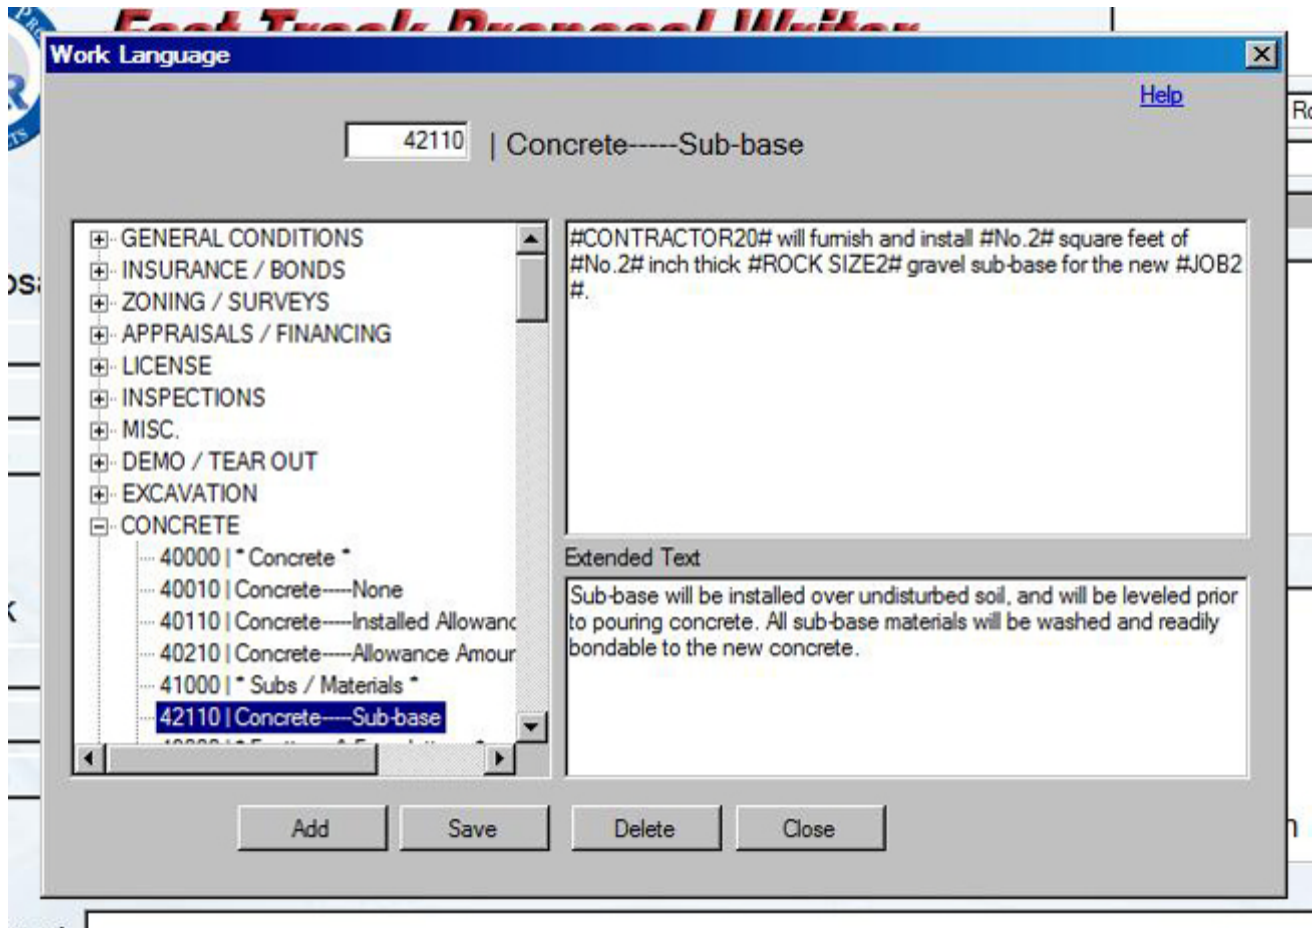 Fast Track Proposal Writer
Work Language
Help
42110 | Concrete-----Sub-base
GENERAL CONDITIONS
INSURANCE / BONDS
ZONING / SURVEYS
APPRAISALS / FINANCING
LICENSE
INSPECTIONS
MISC.
DEMO / TEAR OUT
EXCAVATION
CONCRETE
40000 | * Concrete *
40010 | Concrete-----None
40110 | Concrete-----Installed Allowanc
40210 | Concrete-----Allowance Amour
41000 | * Subs / Materials *
42110 | Concrete-----Sub-base
#CONTRACTOR20# will furnish and install #No.2# square feet of
#No.2# inch thick #ROCK SIZE2# gravel sub-base for the new #JOB2
#.
Extended Text
Sub-base will be installed over undisturbed soil, and will be leveled prior
to pouring concrete. All sub-base materials will be washed and readily
bondable to the new concrete.
Add
Save
Delete
Close